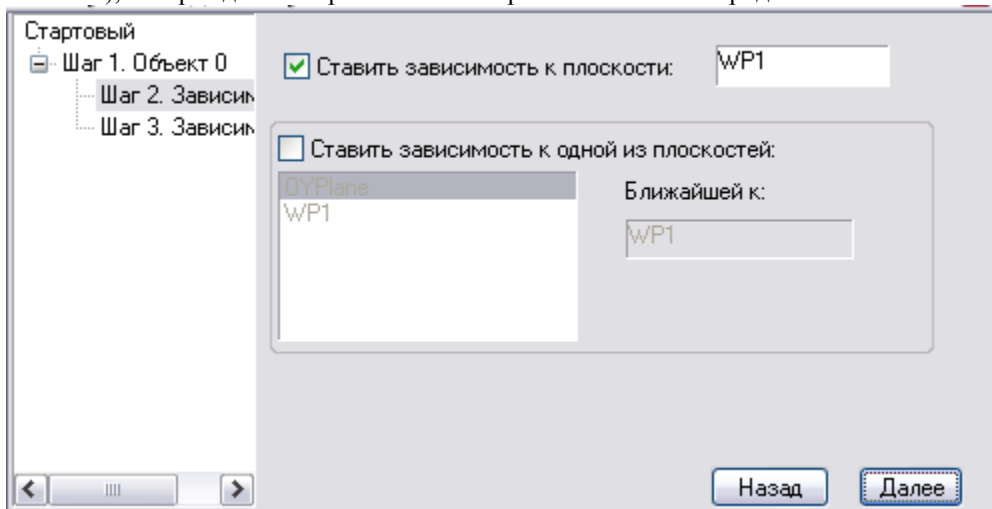 Стартовый
Шаг 1. Объект 0
Шаг 2. Зависим
Шаг 3. Зависим
Ставить зависимость к плоскости:
WP1
Ставить зависимость к одной из плоскостей:
OYPlane
WP1
Ближайшей к:
WP1
Назад
Далее